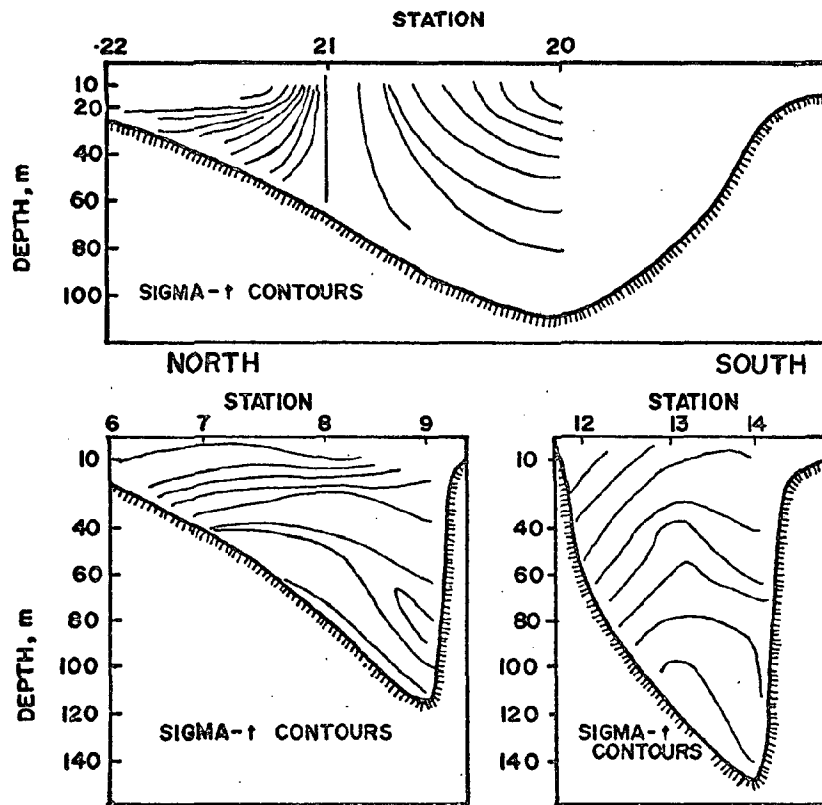 STATION
22 21 20
10
20
40
60
80
100
DEPTH, m
SIGMA-t CONTOURS
NORTH SOUTH
STATION
6 7 8 9
10
40
60
80
100
120
140
DEPTH, m
SIGMA-t CONTOURS
STATION
12 13 14
10
40
60
80
100
120
140
SIGMA-t
CONTOURS